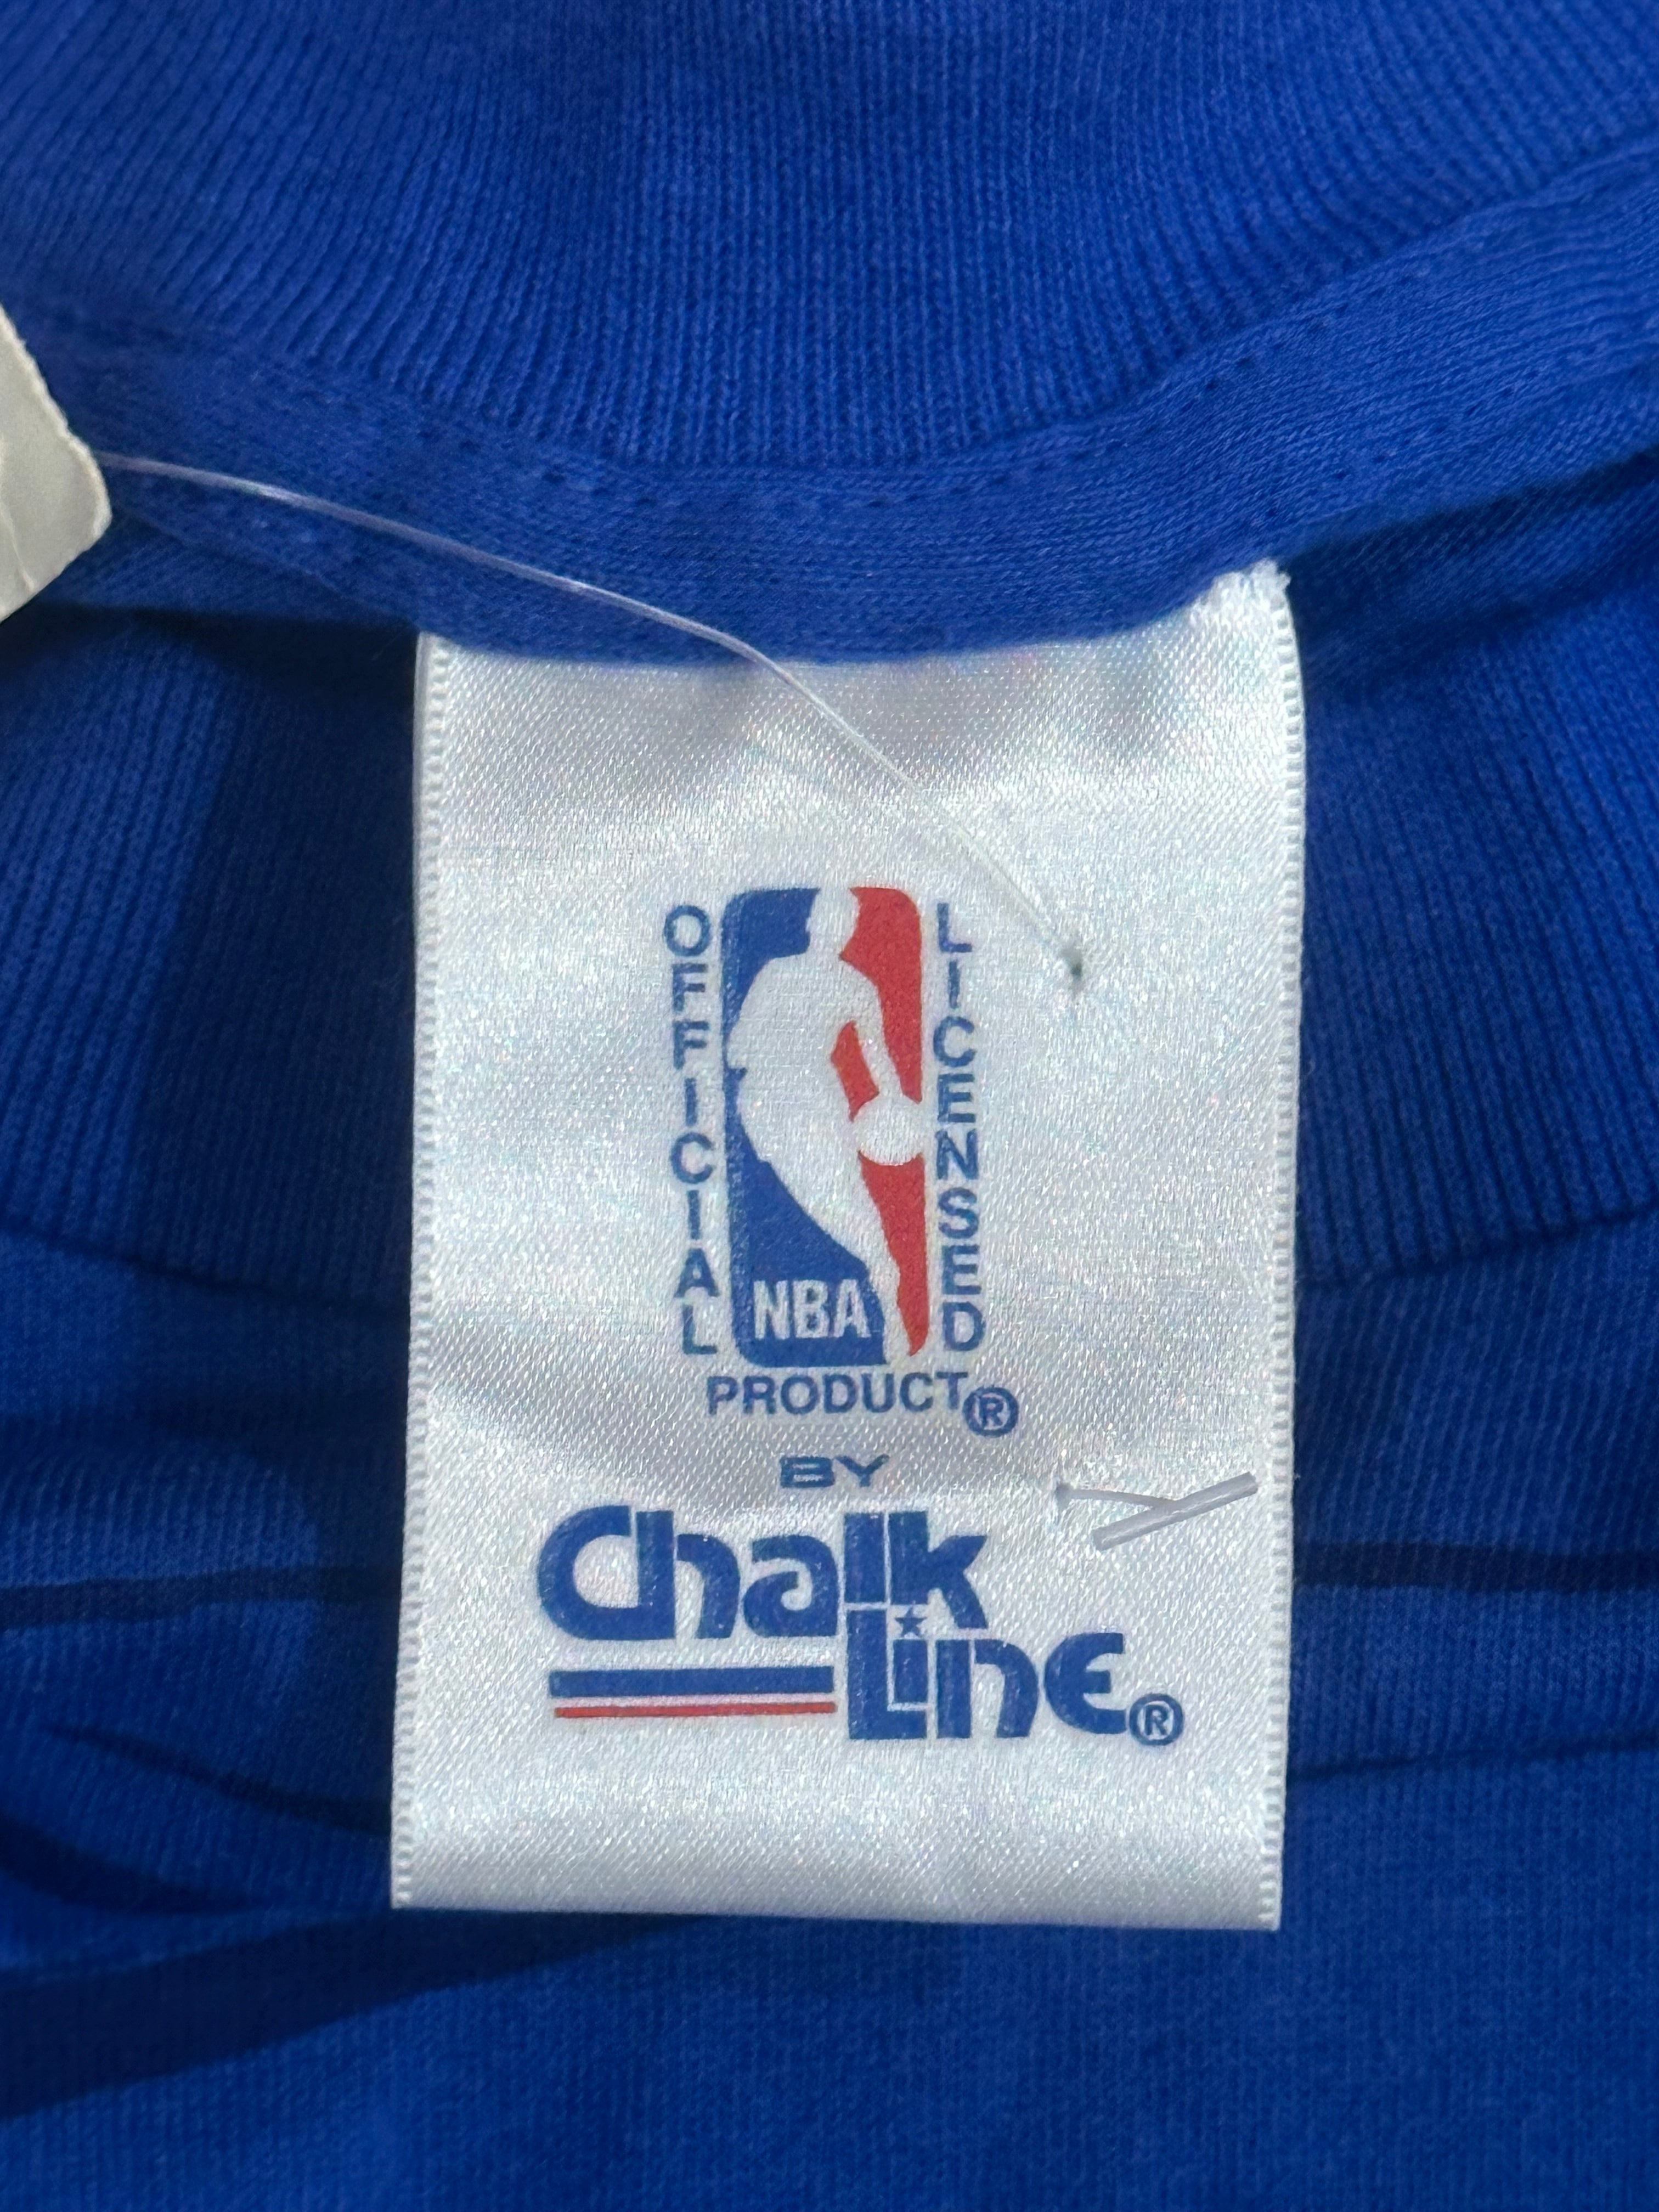 OFFICIAL
LICENSED
NBA
PRODUCT®
BY
Chalk
Line®